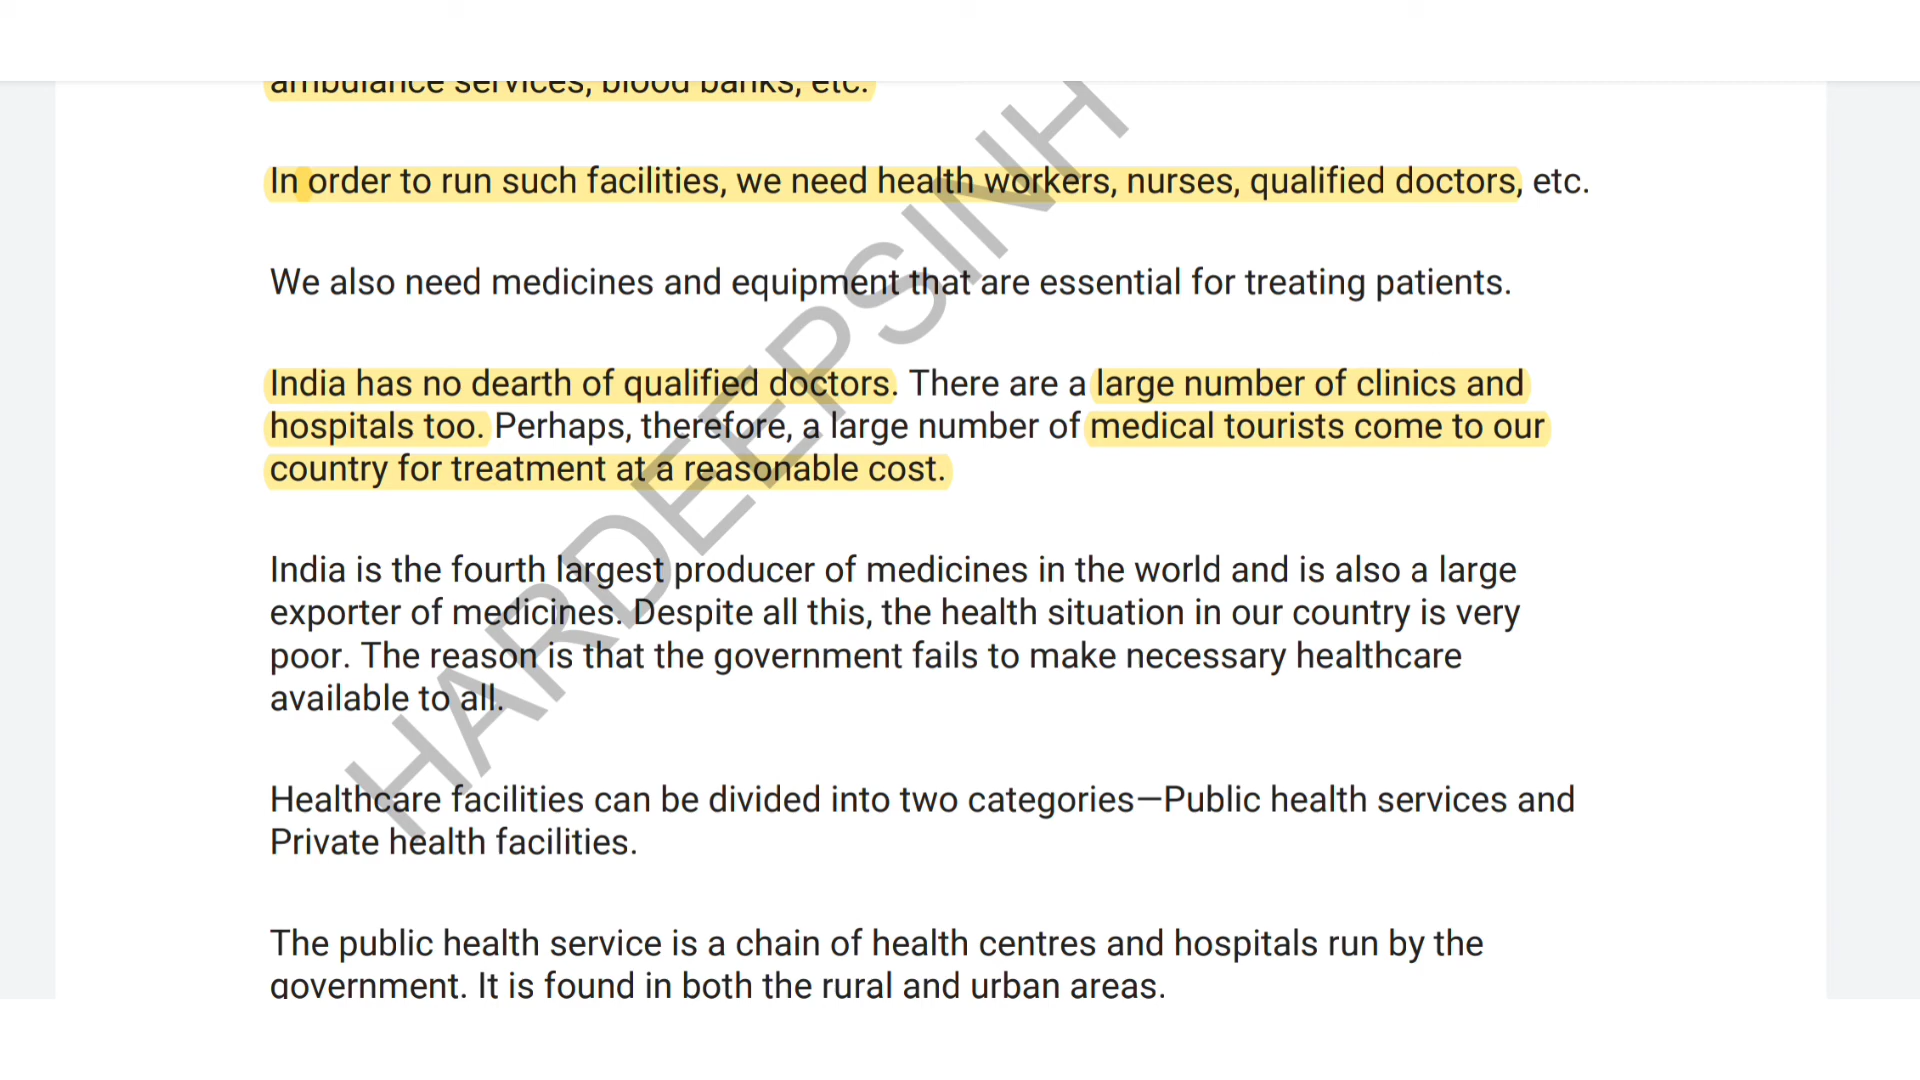 ambulance services, blood banks, etc.
In order to run such facilities, we need health workers, nurses, qualified doctors, etc.
We also need medicines and equipment that are essential for treating patients.
India has no dearth of qualified doctors. There are a large number of clinics and
hospitals too. Perhaps, therefore, a large number of medical tourists come to our
country for treatment at a reasonable cost.
India is the fourth largest producer of medicines in the world and is also a large
exporter of medicines. Despite all this, the health situation in our country is very
poor. The reason is that the government fails to make necessary healthcare
available to all.
Healthcare facilities can be divided into two categories—Public health services and
Private health facilities.
The public health service is a chain of health centres and hospitals run by the
government. It is found in both the rural and urban areas.
HARDEEPSINH